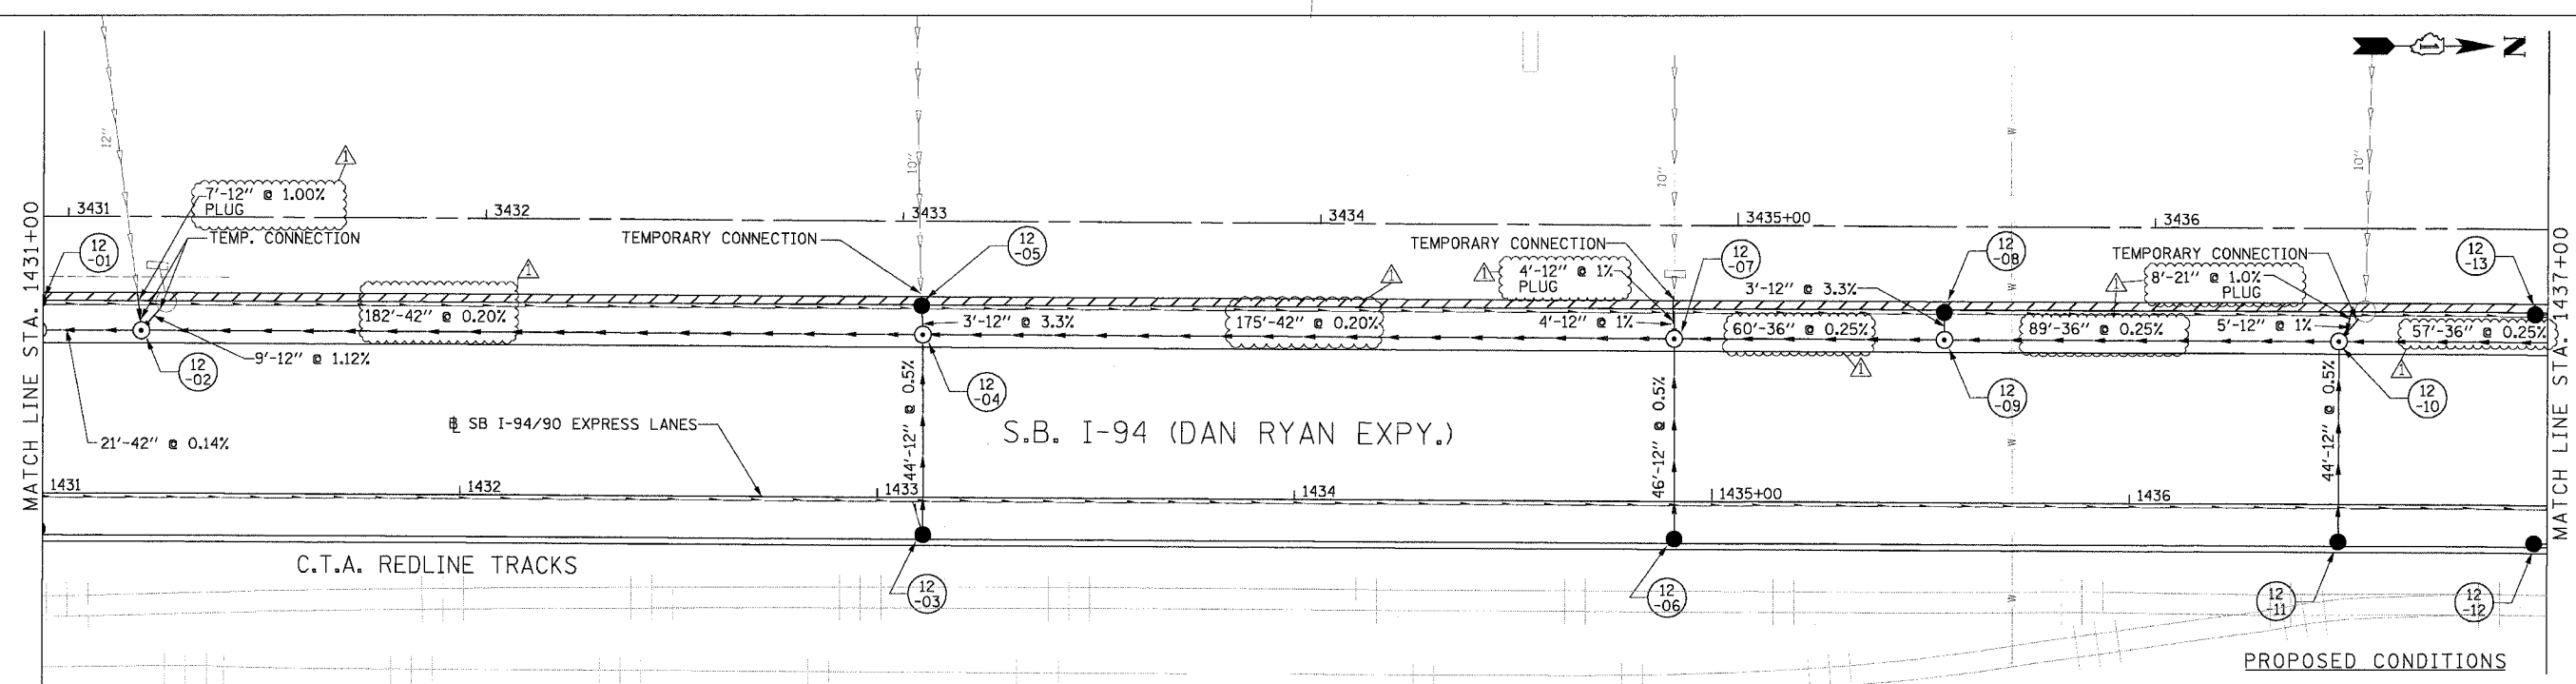 N
12"
10"
10"
10"
1
7'-12" @ 1.00%
PLUG
3431
3432
3433
3434
3435+00
3436
MATCH LINE STA. 1431+00
MATCH LINE STA. 1437+00
12
-01
TEMP. CONNECTION
TEMPORARY CONNECTION
12
-05
TEMPORARY CONNECTION
1
4'-12" @ 1%
PLUG
12
-07
12
-08
TEMPORARY CONNECTION
1
8'-21" @ 1.0%
PLUG
12
-13
1
1
3'-12" @ 3.3%
182'-42" @ 0.20%
3'-12" @ 3.3%
175'-42" @ 0.20%
4'-12" @ 1%
60'-36" @ 0.25%
89'-36" @ 0.25%
5'-12" @ 1%
57'-36" @ 0.25%
9'-12" @ 1.12%
12
-02
12
-04
1
12
-09
1
12
-10
21'-42" @ 0.14%
SB I-94/90 EXPRESS LANES
44'-12" @ 0.5%
S.B. I-94 (DAN RYAN EXPY.)
46'-12" @ 0.5%
44'-12" @ 0.5%
W
W
W
1431
1432
1433
1434
1435+00
1436
C.T.A. REDLINE TRACKS
12
-03
12
-06
12
-11
12
-12
PROPOSED CONDITIONS